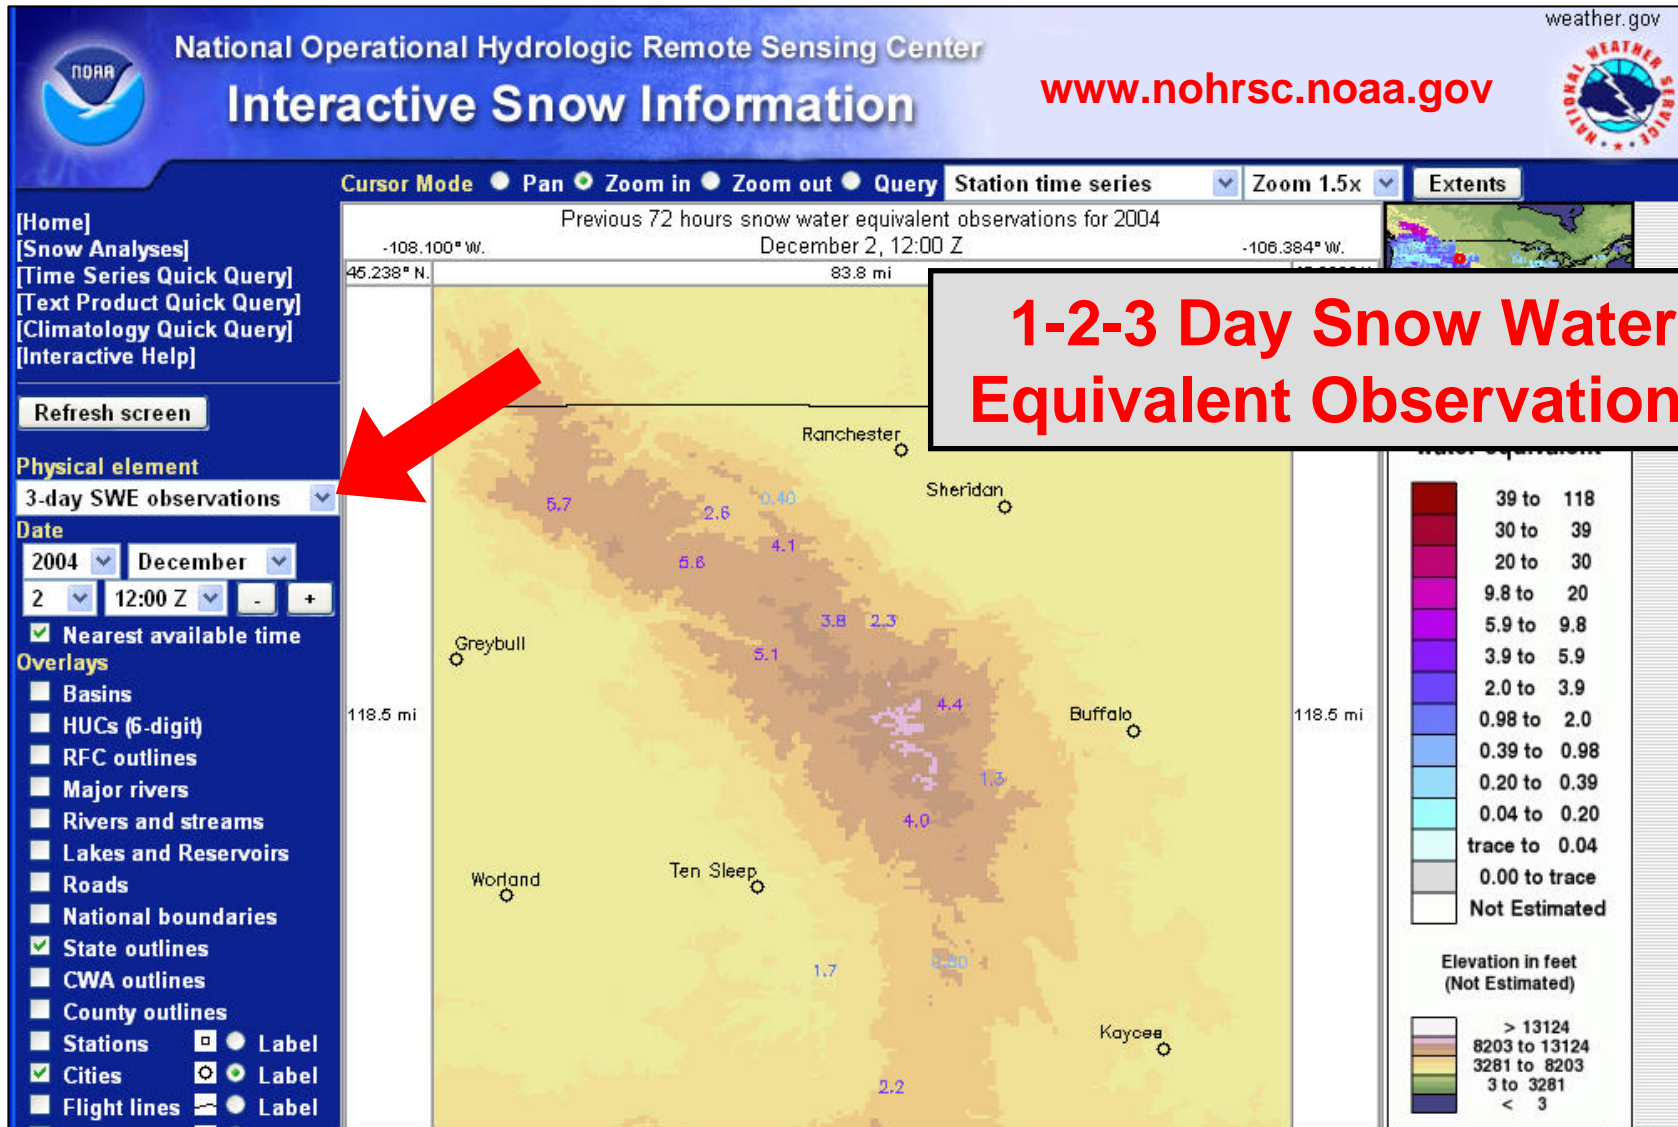 weather.gov
NOAA
National Operational Hydrologic Remote Sensing Center
Interactive Snow Information
www.nohrsc.noaa.gov
NATIONAL WEATHER SERVICE
Cursor Mode Pan Zoom in Zoom out Query Station time series Zoom 1.5x Extents
[Home]
[Snow Analyses]
[Time Series Quick Query]
[Text Product Quick Query]
[Climatology Quick Query]
[Interactive Help]
Refresh screen
Physical element
3-day SWE observations
Date
2004 December
2 12:00 Z - +
Nearest available time
Overlays
Basins
HUCs (6-digit)
RFC outlines
Major rivers
Rivers and streams
Lakes and Reservoirs
Roads
National boundaries
State outlines
CWA outlines
County outlines
Stations Label
Cities Label
Flight lines Label
Previous 72 hours snow water equivalent observations for 2004
December 2, 12:00 Z
-108.100° W.
-106.384° W.
45.238° N.
83.8 mi
1-2-3 Day Snow Water
Equivalent Observation
Ranchester
Sheridan
5.7
2.6
0.40
4.1
5.6
3.8
2.3
Greybull
5.1
4.4
118.5 mi
Buffalo
118.5 mi
1.3
4.0
Ten Sleep
Worland
1.7
Kaycee
2.2
water equivalent
39 to 118
30 to 39
20 to 30
9.8 to 20
5.9 to 9.8
3.9 to 5.9
2.0 to 3.9
0.98 to 2.0
0.39 to 0.98
0.20 to 0.39
0.04 to 0.20
trace to 0.04
0.00 to trace
Not Estimated
Elevation in feet
(Not Estimated)
> 13124
8203 to 13124
3281 to 8203
3 to 3281
< 3